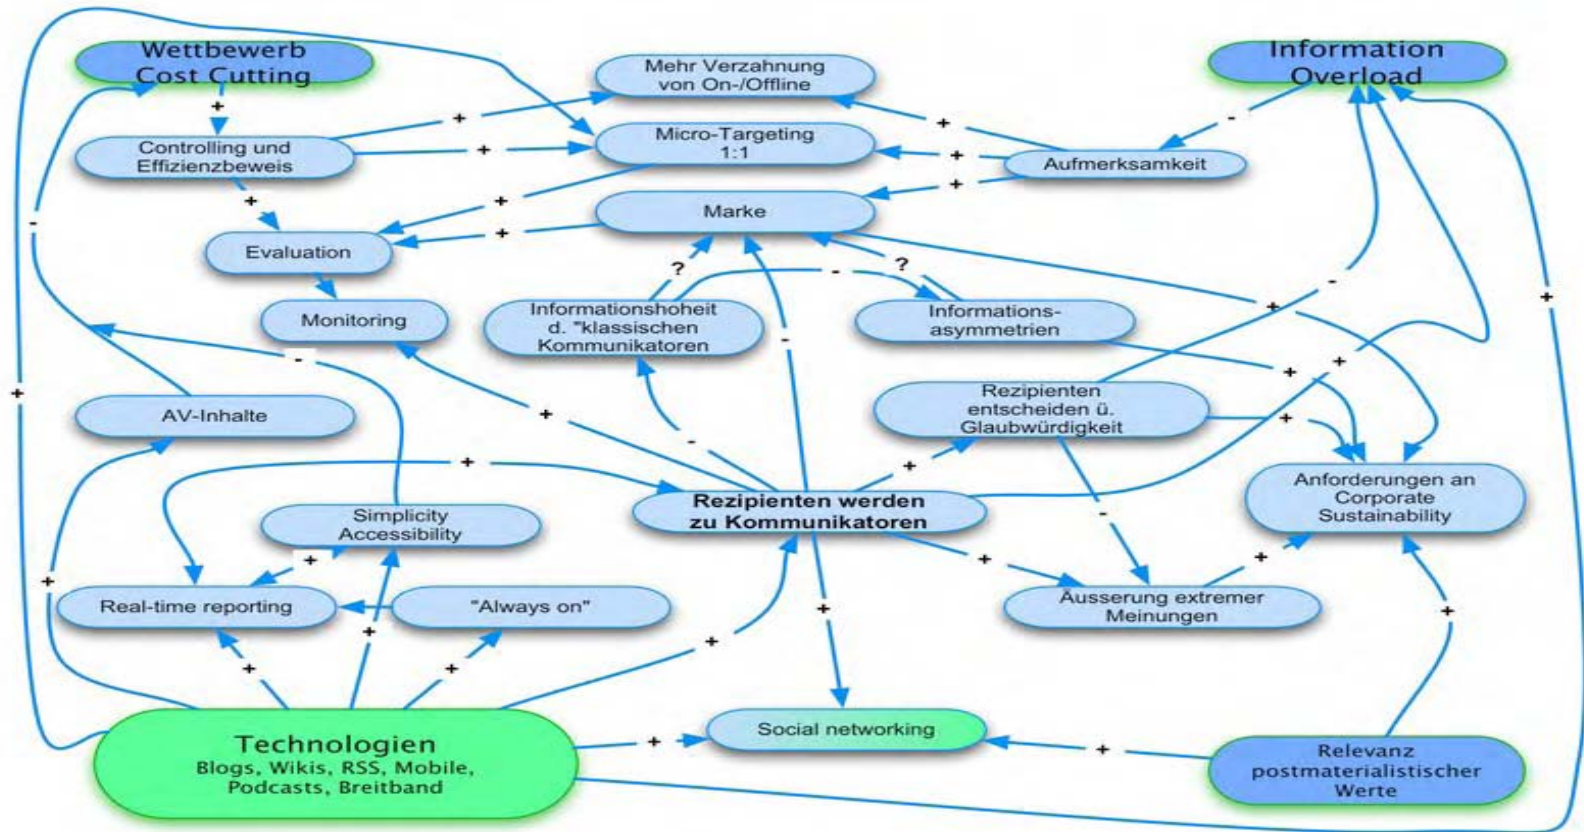 Wettbewerb
Cost Cutting
Mehr Verzahnung
von On-/Offline
Information
Overload
+
+
+
-
Controlling und
Effizienzbeweis
+
Micro-Targeting
1:1
+
Aufmerksamkeit
+
+
+
Marke
-
+
Evaluation
?
-
?
-
Monitoring
Informationshoheit
d. "klassischen
Kommunikatoren
Informations-
asymmetrien
+
+
-
-
+
+
+
AV-Inhalte
+
Rezipienten
entscheiden ü.
Glaubwürdigkeit
+
-
+
+
Rezipienten werden
zu Kommunikatoren
Anforderungen an
Corporate
Sustainability
Simplicity
Accessibility
-
+
+
+
+
Real-time reporting
"Always on"
+
Äusserung extremer
Meinungen
+
+
+
+
+
Technologien
Blogs, Wikis, RSS, Mobile,
Podcasts, Breitband
+
Social networking
+
Relevanz
postmaterialistischer
Werte